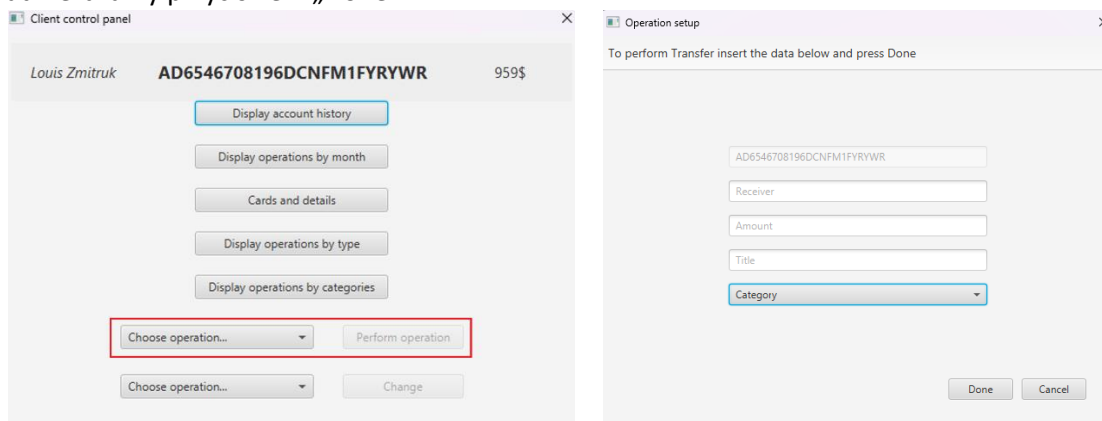 Client control panel
Louis Zmitruk AD6546708196DCNFM1FYRYWR 959$
Display account history
Display operations by month
Cards and details
Display operations by type
Display operations by categories
Choose operation... Perform operation
Choose operation... Change
Operation setup
To perform Transfer insert the data below and press Done
AD6546708196DCNFM1FYRYWR
Receiver
Amount
Title
Category
Done Cancel